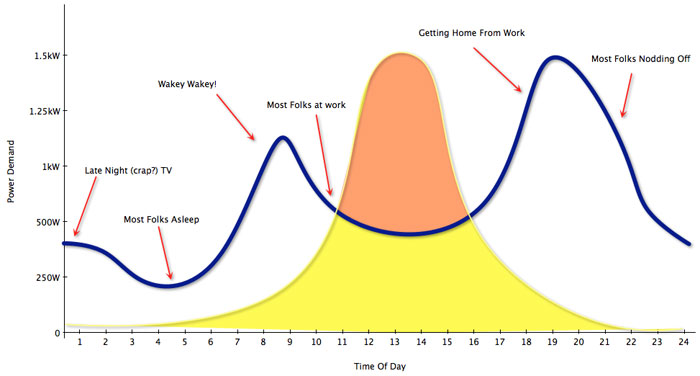 Getting Home From Work
1.5kW
Most Folks Nodding Off
Wakey Wakey!
Most Folks at work
1.25kW
Power Demand
1kW
Late Night (crap?) TV
Most Folks Asleep
500W
250W
0
1 2 3 4 5 6 7 8 9 10 11 12 13 14 15 16 17 18 19 20 21 22 23 24
Time Of Day